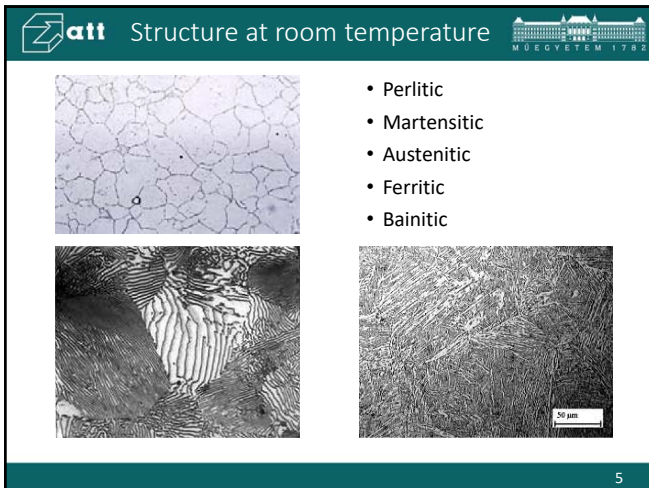 att
Structure at room temperature
MŰEGYETEM 1782
• Perlitic
• Martensitic
• Austenitic
• Ferritic
• Bainitic
50 µm
5